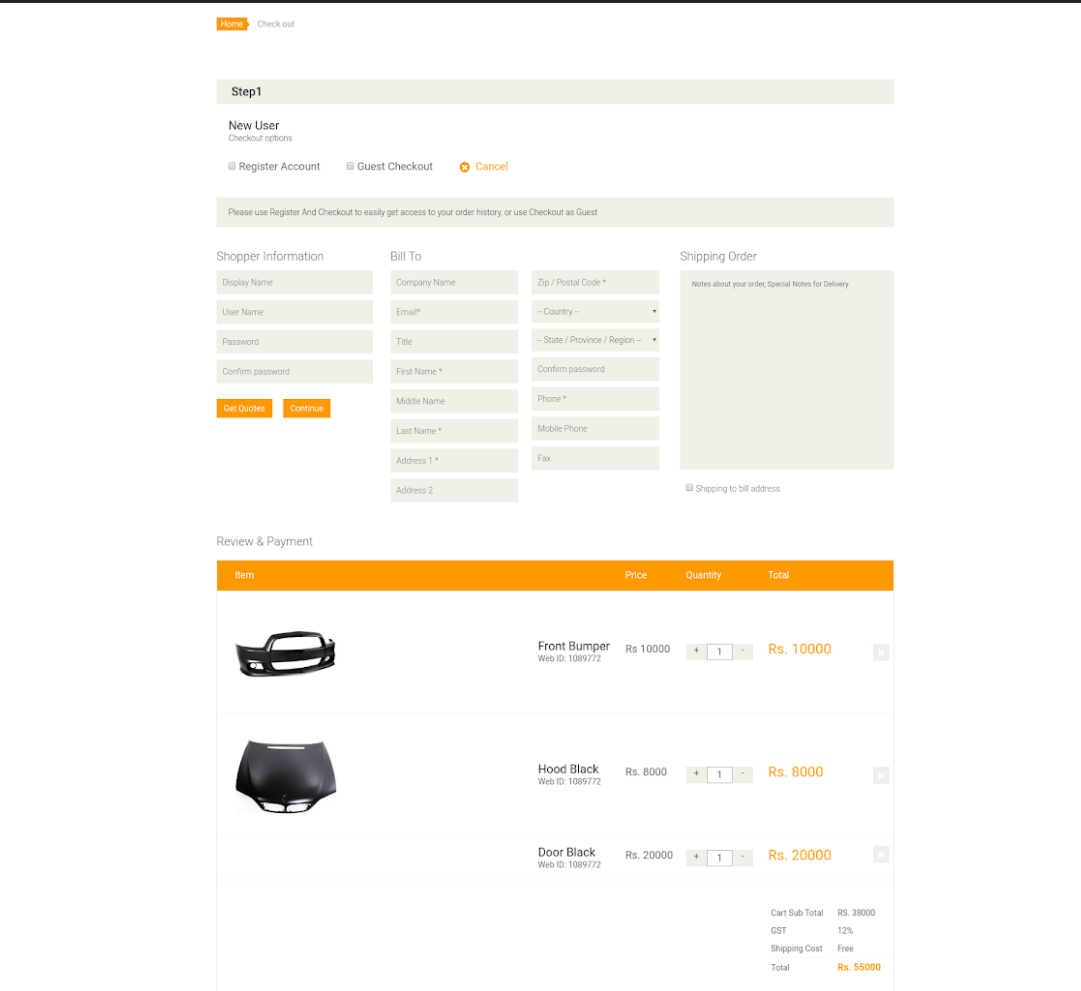 Home Check out
Step1
New User
Checkout options
Register Account Guest Checkout Cancel
Please use Register And Checkout to easily get access to your order history, or use Checkout as Guest
Shopper Information
Display Name
User Name
Password
Confirm password
Get Quotes Continue
Bill To
Company Name
Email*
Title
First Name *
Middle Name
Last Name *
Address 1 *
Address 2
Zip / Postal Code *
-- Country --
-- State / Province / Region --
Confirm password
Phone *
Mobile Phone
Fax
Shipping Order
Notes about your order, Special Notes for Delivery
Shipping to bill address
Review & Payment
Item Price Quantity Total
Front Bumper Rs 10000 + 1 - Rs. 10000
Web ID: 1089772
Hood Black Rs. 8000 + 1 - Rs. 8000
Web ID: 1089772
Door Black Rs. 20000 + 1 - Rs. 20000
Web ID: 1089772
Cart Sub Total RS. 38000
GST 12%
Shipping Cost Free
Total Rs. 55000